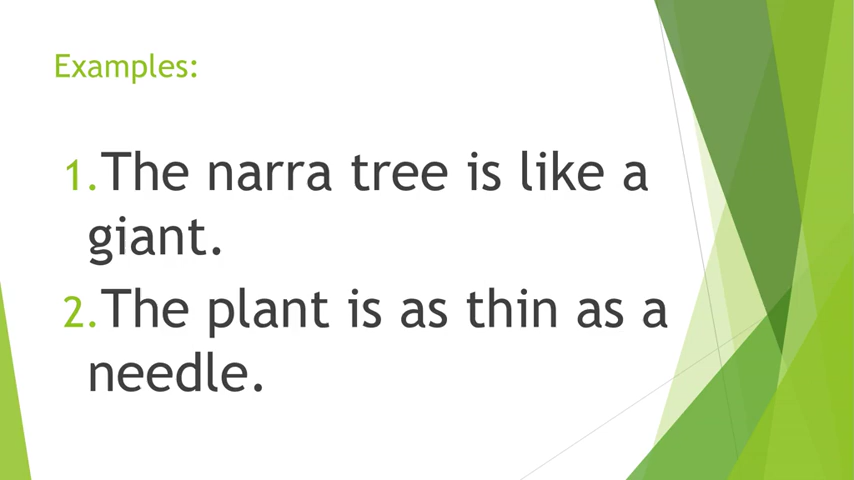 Examples:
1.The narra tree is like a
giant.
2.The plant is as thin as a
needle.